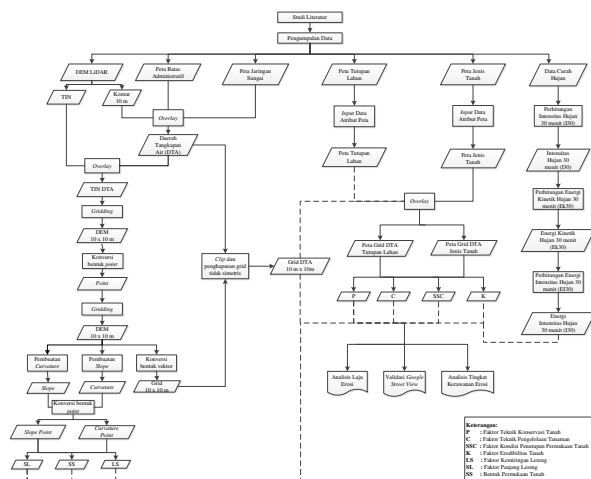 Studi Literatur
Pengumpulan Data
DEM LiDAR
Peta Batas
Administratif
Peta Jaringan
Sungai
Peta Tutupan
Lahan
Peta Jenis
Tanah
Data Curah
Hujan
TIN
Kontur
10 m
Overlay
Daerah
Tangkapan
Air (DTA)
Overlay
TIN DTA
Gridding
DEM
10 x 10 m
Konversi
bentuk point
Point
Gridding
DEM
10 x 10 m
Pembuatan
Curvature
Pembuatan
Slope
Konversi
bentuk vektor
Slope
Curvature
Grid
10 x 10 m
Konversi bentuk
point
Slope Point
Curvature
Point
SL
SS
LS
Clip dan
penghapusan grid
tidak simetris
Grid DTA
10 m x 10m
Input Data
Attribut Peta
Peta Tutupan
Lahan
Input Data
Attribut Peta
Peta Jenis
Tanah
Overlay
Peta Grid DTA
Tutupan Lahan
Peta Grid DTA
Jenis Tanah
P
C
SSC
K
Analisis Laju
Erosi
Validasi Google
Street View
Analisis Tingkat
Kerawanan Erosi
Perhitungan
Intensitas Hujan
30 menit (I30)
Intensitas
Hujan 30
menit (I30)
Perhitungan Energi
Kinetik Hujan 30
menit (Ek30)
Energi Kinetik
Hujan 30 menit
(Ek30)
Perhitungan Energi
Intensitas Hujan 30
menit (EI30)
Energi
Intensitas Hujan
30 menit (I30)
Keterangan:
P : Faktor Teknik Konservasi Tanah
C : Faktor Teknik Pengelolaan Tanaman
SSC : Faktor Kondisi Penutupan Permukaan Tanah
K : Faktor Erodibilitas Tanah
LS : Faktor Kemiringan Lereng
SL : Faktor Panjang Lereng
SS : Bentuk Permukaan Tanah